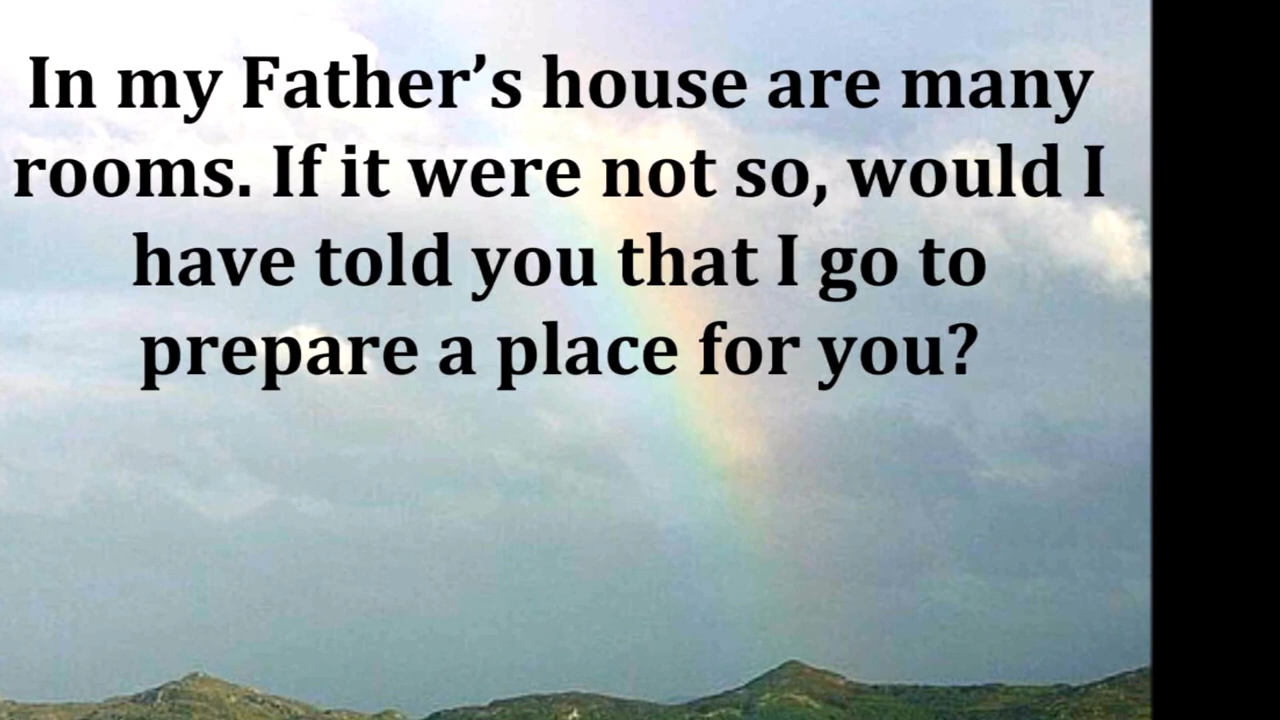 In my Father’s house are many
rooms. If it were not so, would I
have told you that I go to
prepare a place for you?